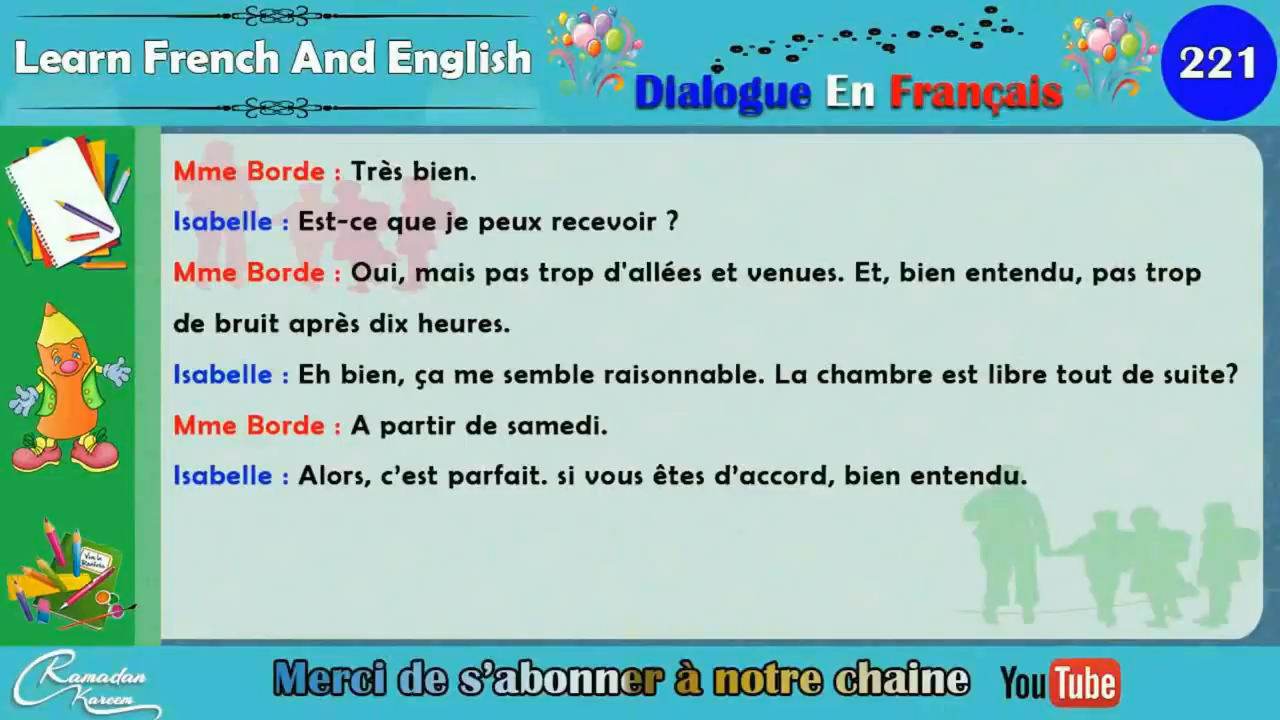 Learn French And English
Dialogue En Français
221
Mme Borde : Très bien.
Isabelle : Est-ce que je peux recevoir ?
Mme Borde : Oui, mais pas trop d'allées et venues. Et, bien entendu, pas trop
de bruit après dix heures.
Isabelle : Eh bien, ça me semble raisonnable. La chambre est libre tout de suite?
Mme Borde : A partir de samedi.
Isabelle : Alors, c’est parfait. si vous êtes d’accord, bien entendu.
Vive la
Rentrée
Ramadan
Kareem
Merci de s’abonner à notre chaine
YouTube